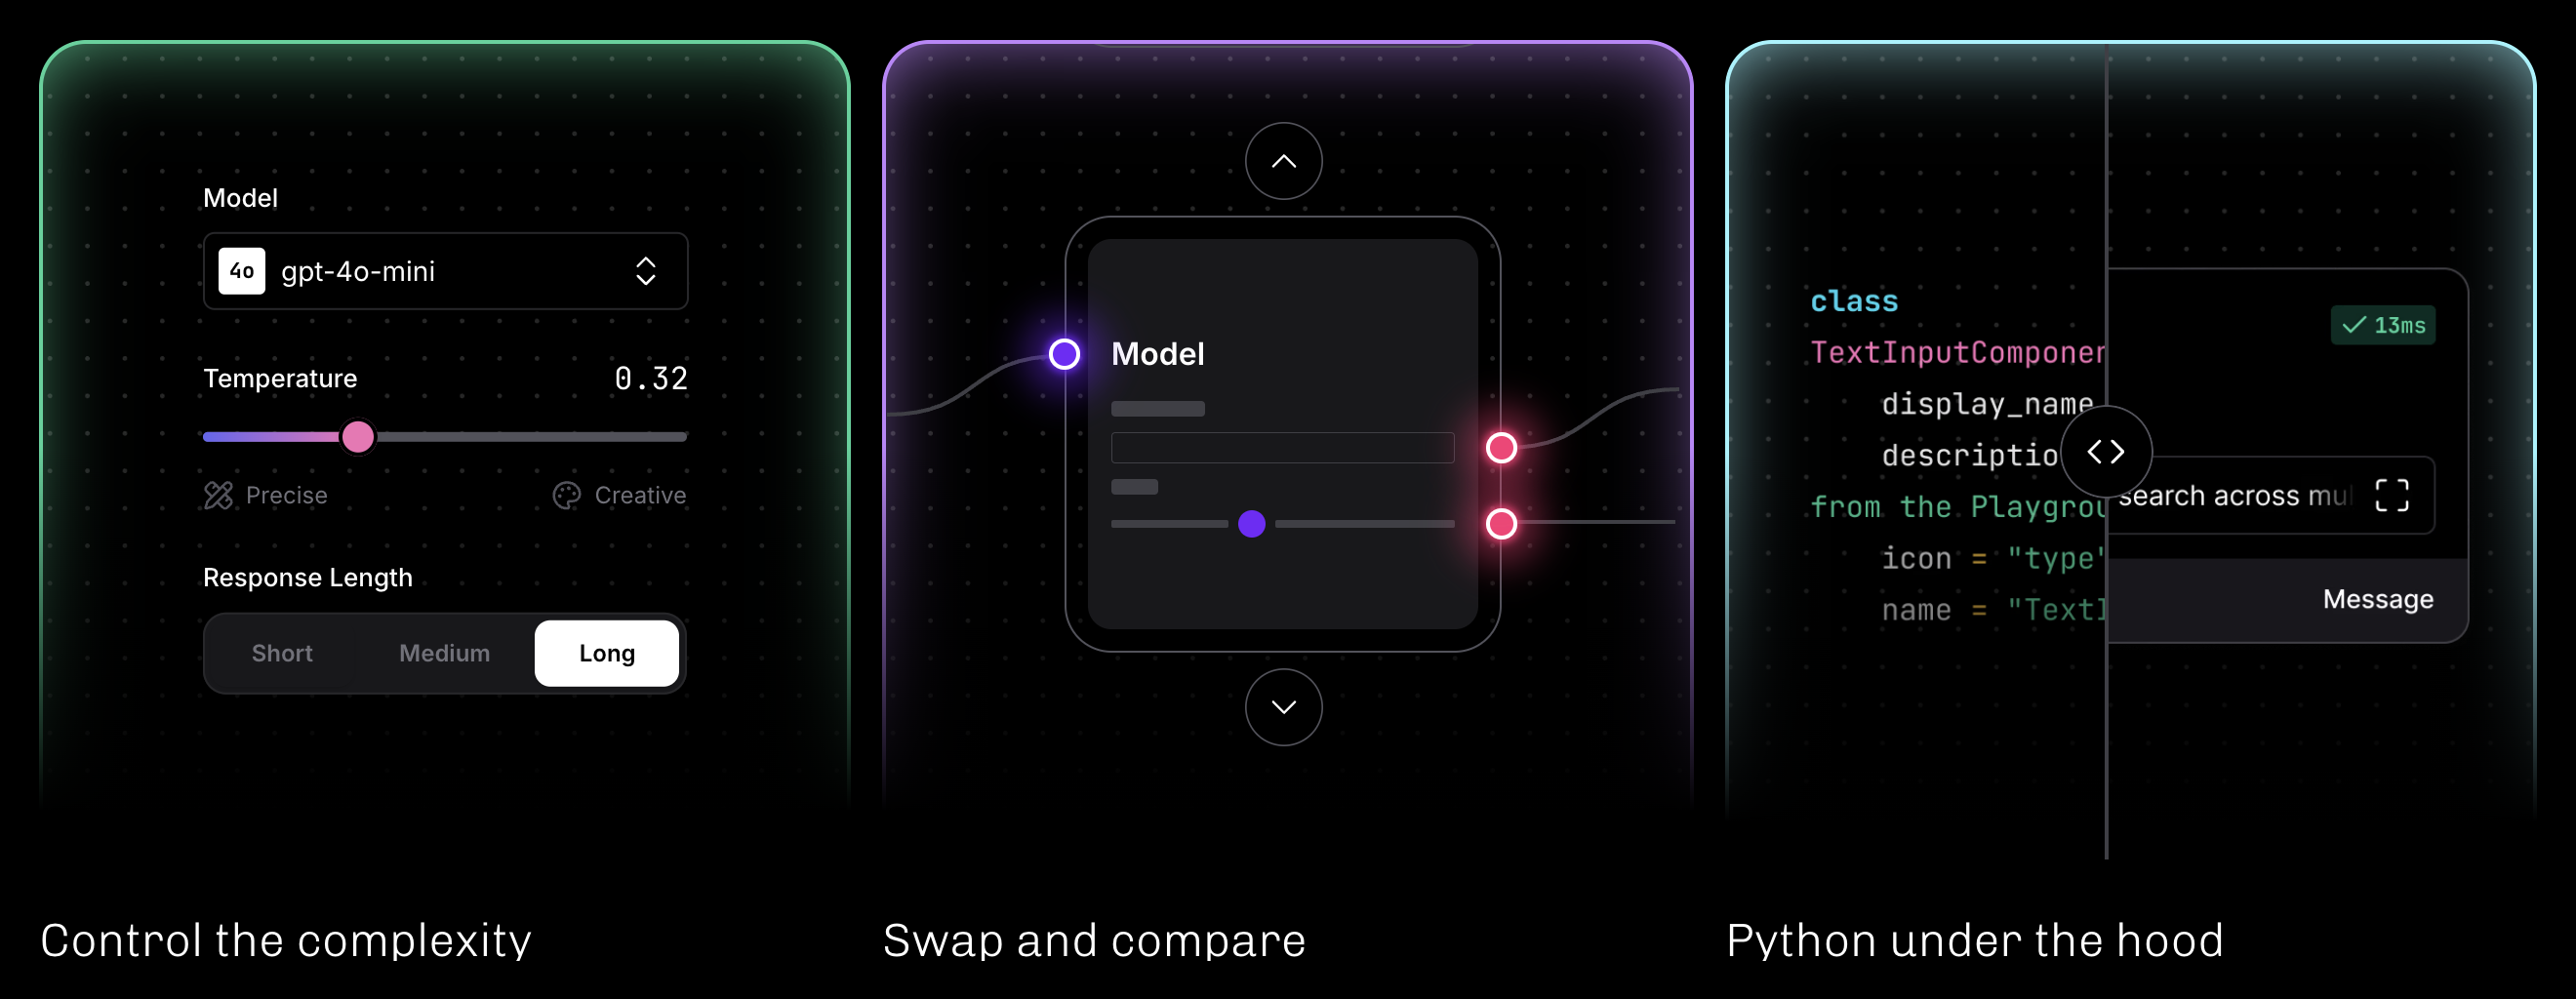 Model
4o gpt-4o-mini
Temperature 0.32
Precise Creative
Response Length
Short Medium Long
Control the complexity
Model
Swap and compare
class
TextInputComponen
display_name
descriptio
from the Playgrou
icon = "type"
name = "TextI
13ms
search across mul
Message
Python under the hood